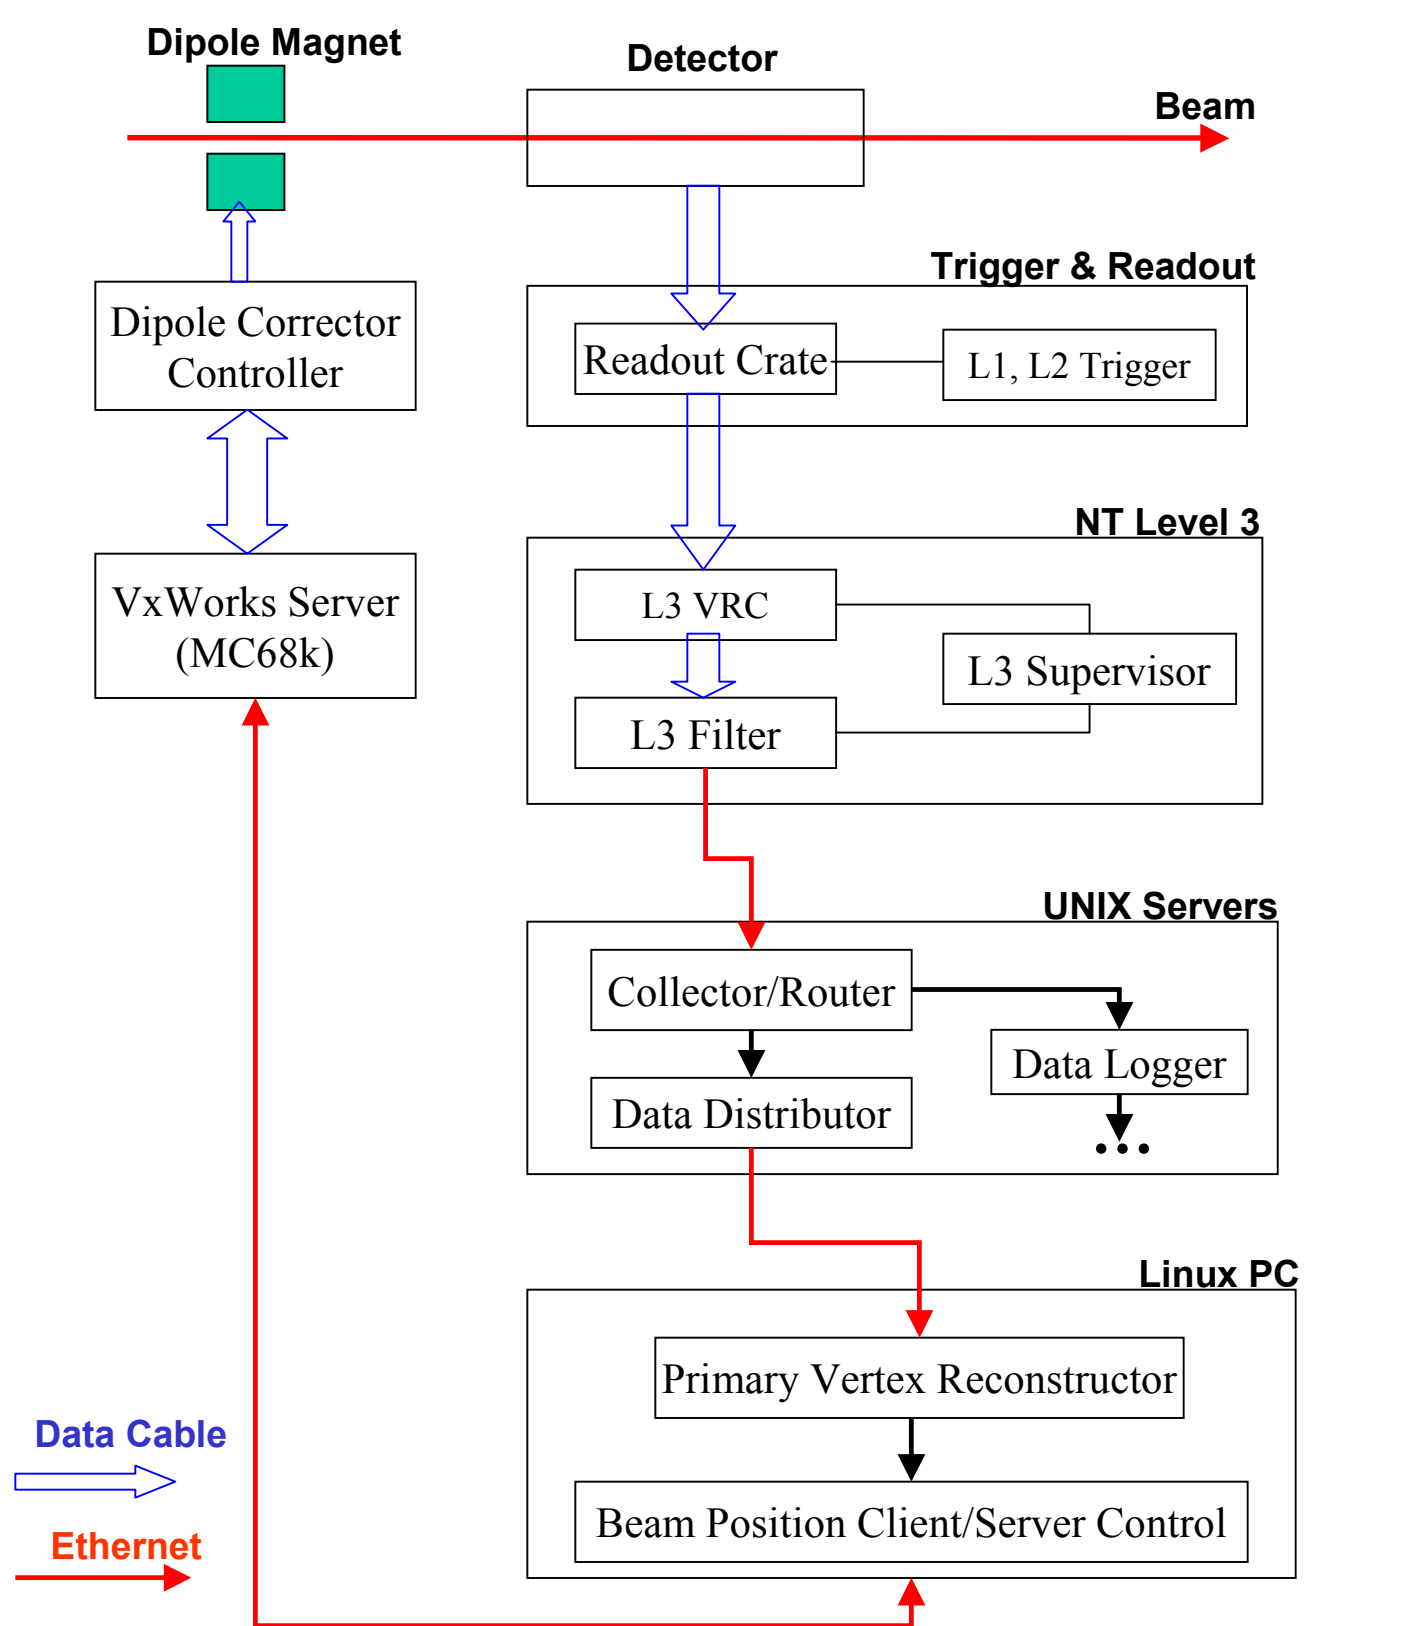 Dipole Magnet
Detector
Beam
Trigger & Readout
Dipole Corrector
Controller
Readout Crate
L1, L2 Trigger
NT Level 3
VxWorks Server
(MC68k)
L3 VRC
L3 Supervisor
L3 Filter
UNIX Servers
Collector/Router
Data Logger
Data Distributor
...
Linux PC
Primary Vertex Reconstructor
Data Cable
Beam Position Client/Server Control
Ethernet